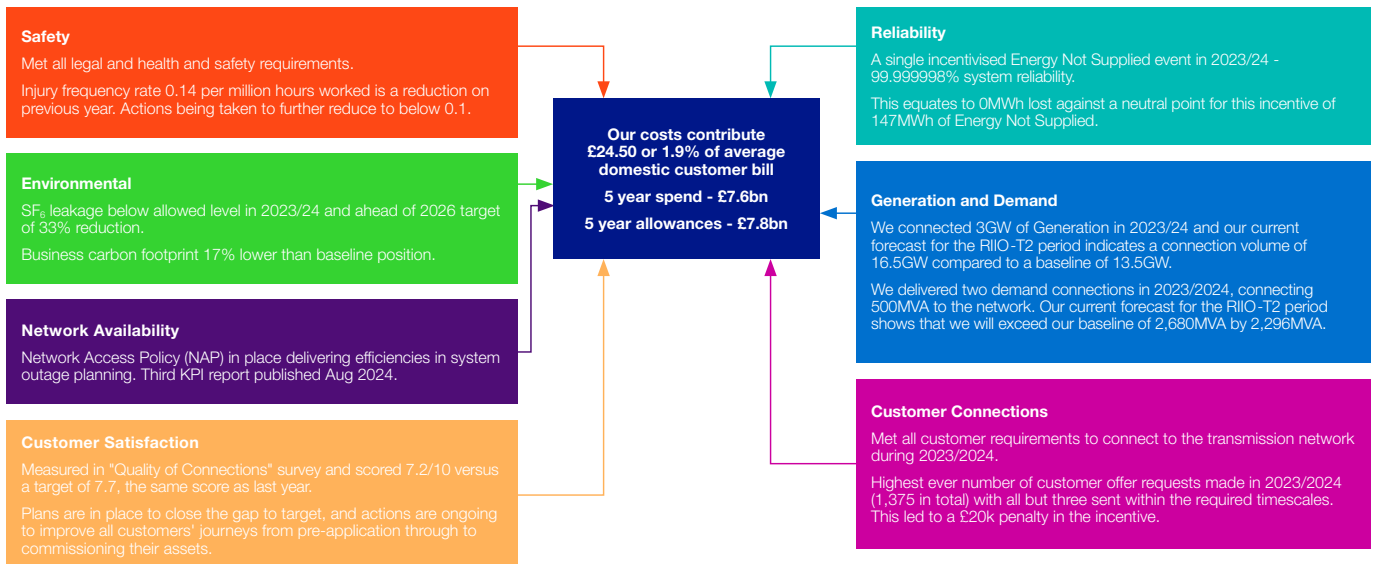 Safety
Met all legal and health and safety requirements.
Injury frequency rate 0.14 per million hours worked is a reduction on
previous year. Actions being taken to further reduce to below 0.1.
Environmental
SF₆ leakage below allowed level in 2023/24 and ahead of 2026 target
of 33% reduction.
Business carbon footprint 17% lower than baseline position.
Network Availability
Network Access Policy (NAP) in place delivering efficiencies in system
outage planning. Third KPI report published Aug 2024.
Customer Satisfaction
Measured in "Quality of Connections" survey and scored 7.2/10 versus
a target of 7.7, the same score as last year.
Plans are in place to close the gap to target, and actions are ongoing
to improve all customers' journeys from pre-application through to
commissioning their assets.
Our costs contribute
£24.50 or 1.9% of average
domestic customer bill
5 year spend - £7.6bn
5 year allowances - £7.8bn
Reliability
A single incentivised Energy Not Supplied event in 2023/24 -
99.999998% system reliability.
This equates to 0MWh lost against a neutral point for this incentive of
147MWh of Energy Not Supplied.
Generation and Demand
We connected 3GW of Generation in 2023/24 and our current
forecast for the RIIO-T2 period indicates a connection volume of
16.5GW compared to a baseline of 13.5GW.
We delivered two demand connections in 2023/2024, connecting
500MVA to the network. Our current forecast for the RIIO-T2 period
shows that we will exceed our baseline of 2,680MVA by 2,296MVA.
Customer Connections
Met all customer requirements to connect to the transmission network
during 2023/2024.
Highest ever number of customer offer requests made in 2023/2024
(1,375 in total) with all but three sent within the required timescales.
This led to a £20k penalty in the incentive.